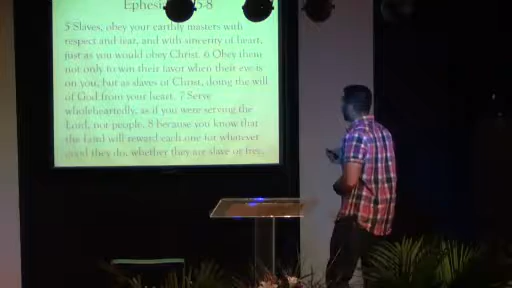 5 Slaves, obey your earthly masters with
respect and fear, and with sincerity of heart,
just as you would obey Christ. 6 Obey them
not only to win their favor when their eye is
on you, but as slaves of Christ, doing the will
of God from your heart. 7 Serve
wholeheartedly, as if you were serving the
Lord, not people, 8 because you know that
the Lord will reward each one for whatever
good they do, whether they are slave or free.